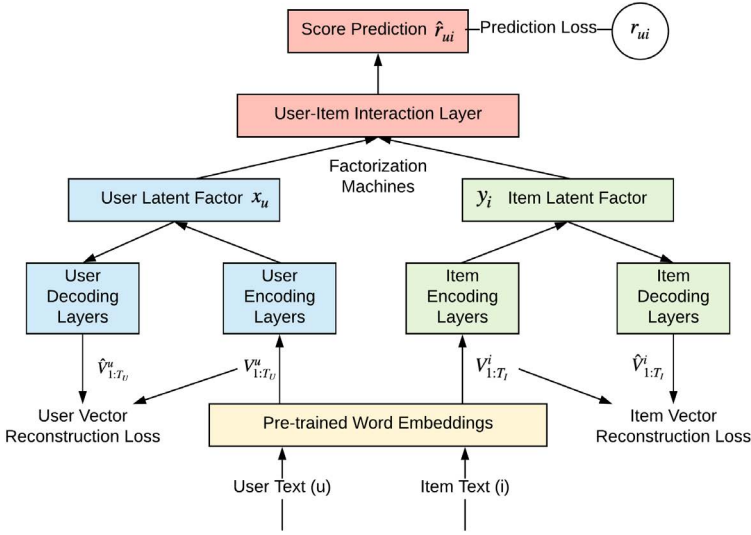 Score Prediction r̂ui
Prediction Loss
rui
User-Item Interaction Layer
Factorization
Machines
User Latent Factor xu
yi Item Latent Factor
User
Decoding
Layers
User
Encoding
Layers
Item
Encoding
Layers
Item
Decoding
Layers
V̂u1:TU
Vu1:TU
Vi1:TI
V̂i1:TI
User Vector
Reconstruction Loss
Pre-trained Word Embeddings
Item Vector
Reconstruction Loss
User Text (u)
Item Text (i)